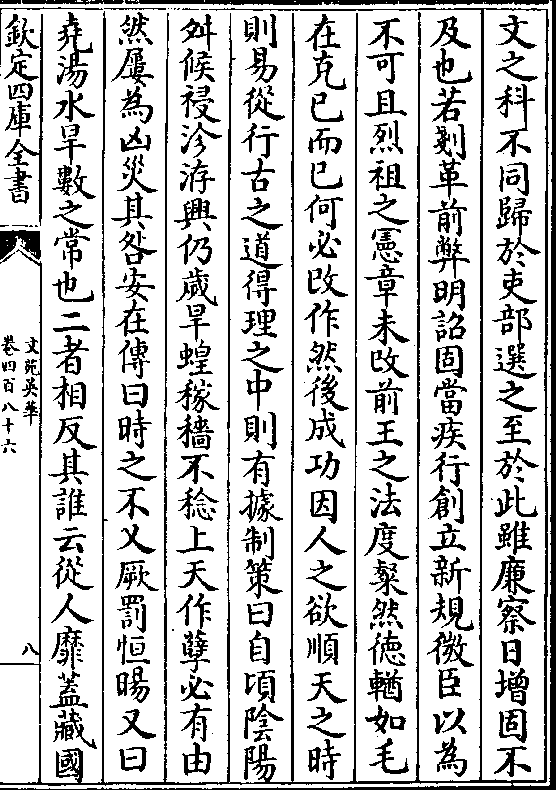 文之科不同歸於吏部選之至於此雖廉察日增固不
及也若剗革前弊明詔固當疾行創立新規微臣以為
不可且烈祖之憲章未改前王之法度粲然德輶如毛
在克已而已何必改作然後成功因人之欲順天之時
則易從行古之道得理之中則有據制策曰自頃陰陽
舛候祲沴洊興仍歲旱蝗稼穡不稔上天作孽必有由
然屢為凶災其咎安在傳曰時之不乂厥罰恒暘又曰
堯湯水旱數之常也二者相反其誰云從人靡蓋藏國
欽定四庫全書
文苑英華
卷四百八十六
八